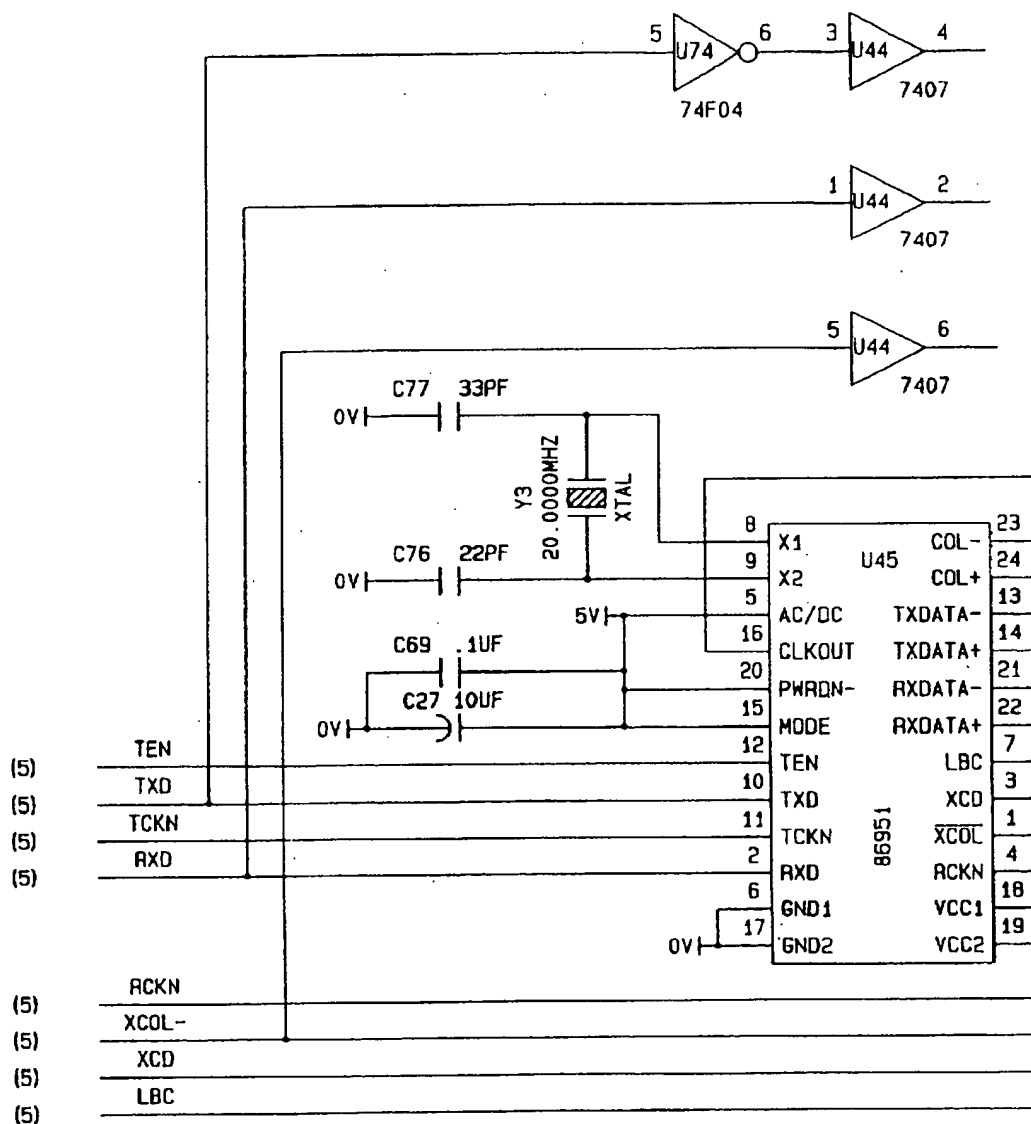 5 U74 6 3 U44 4
74F04 7407
1 U44 2
7407
5 U44 6
7407
C77 33PF
0V
Y3
20.0000MHZ
XTAL
C76 22PF
0V
5V
C69 .1UF
C27 10UF
0V
U45
86951
8 X1 COL- 23
9 X2 COL+ 24
5 AC/DC TXDATA- 13
16 CLKOUT TXDATA+ 14
20 PWRDN- RXDATA- 21
15 MODE RXDATA+ 22
12 TEN LBC 7
10 TXD XCD 3
11 TCKN XCOL 1
2 RXD RCKN 4
6 GND1 VCC1 18
17 GND2 VCC2 19
0V
(5) TEN
(5) TXD
(5) TCKN
(5) RXD
(5) RCKN
(5) XCOL-
(5) XCD
(5) LBC